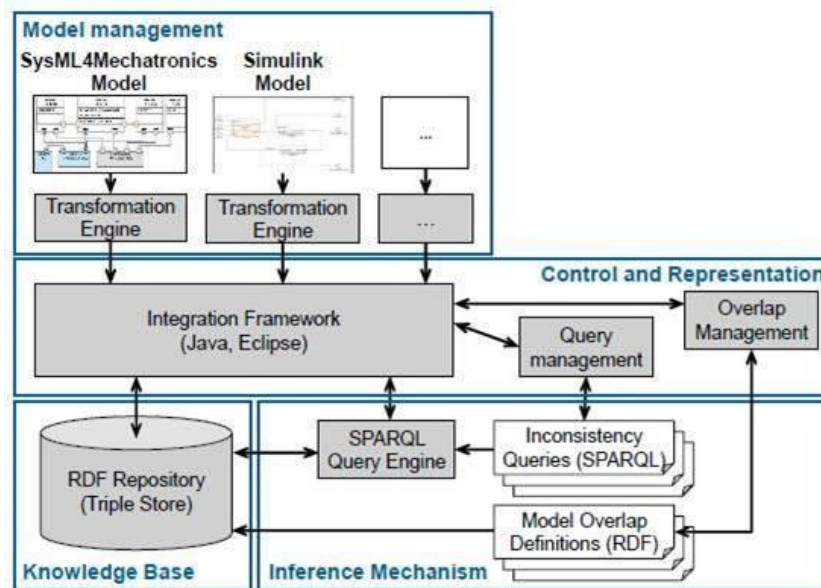 Model management
SysML4Mechatronics
Model
Simulink
Model
...
Transformation
Engine
Transformation
Engine
...
Control and Representation
Integration Framework
(Java, Eclipse)
Query
management
Overlap
Management
RDF Repository
(Triple Store)
Knowledge Base
SPARQL
Query Engine
Inconsistency
Queries (SPARQL)
Model Overlap
Definitions (RDF)
Inference Mechanism